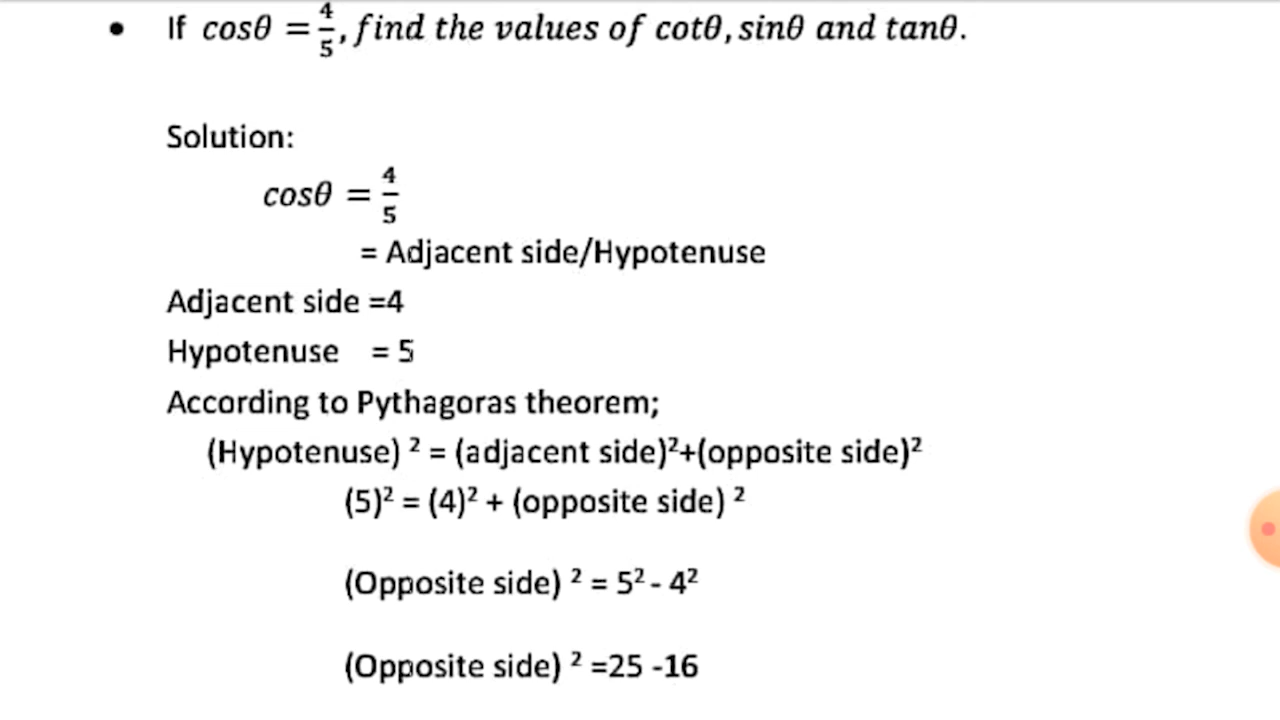 • If cosθ = 4/5, find the values of cotθ, sinθ and tanθ.
Solution:
cosθ = 4/5
= Adjacent side/Hypotenuse
Adjacent side =4
Hypotenuse = 5
According to Pythagoras theorem;
(Hypotenuse) ² = (adjacent side)²+(opposite side)²
(5)² = (4)² + (opposite side) ²
(Opposite side) ² = 5² - 4²
(Opposite side) ² =25 -16